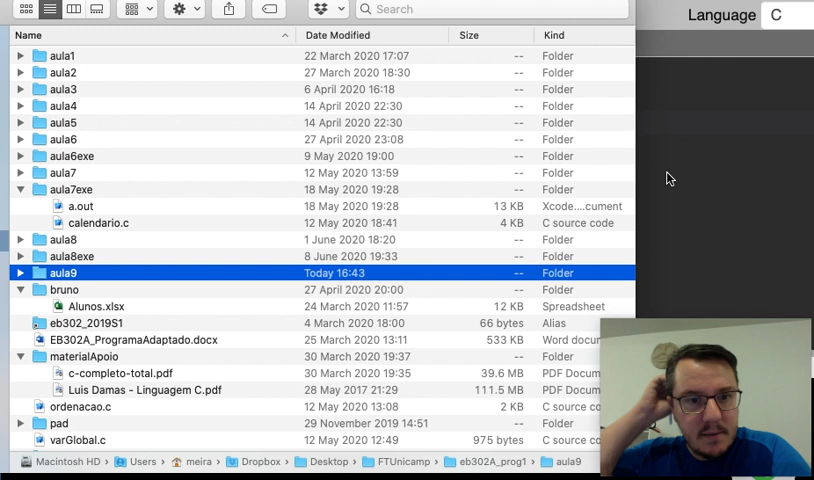 Search
Language C
Name Date Modified Size Kind
aula1 22 March 2020 17:07 -- Folder
aula2 27 March 2020 18:30 -- Folder
aula3 6 April 2020 16:18 -- Folder
aula4 14 April 2020 22:30 -- Folder
aula5 14 April 2020 22:30 -- Folder
aula6 27 April 2020 23:08 -- Folder
aula6exe 9 May 2020 19:00 -- Folder
aula7 12 May 2020 13:59 -- Folder
aula7exe 18 May 2020 19:28 -- Folder
a.out 18 May 2020 19:28 13 KB Xcode....cument
calendario.c 12 May 2020 18:41 4 KB C source code
aula8 1 June 2020 18:20 -- Folder
aula8exe 8 June 2020 19:33 -- Folder
aula9 Today 16:43 -- Folder
bruno 27 April 2020 20:00 -- Folder
Alunos.xlsx 24 March 2020 11:57 12 KB Spreadsheet
eb302_2019S1 4 March 2020 18:00 66 bytes Alias
EB302A_ProgramaAdaptado.docx 25 March 2020 13:11 533 KB Word docu
materialApoio 30 March 2020 19:37 -- Folder
c-completo-total.pdf 30 March 2020 19:35 39.6 MB PDF Docum
Luis Damas - Linguagem C.pdf 28 May 2017 21:29 111.5 MB PDF Docum
ordenacao.c 12 May 2020 13:08 2 KB C source co
pad 29 November 2019 14:51 -- Folder
varGlobal.c 12 May 2020 12:49 975 bytes C source co
Macintosh HD Users meira Dropbox Desktop FTUnicamp eb302A_prog1 aula9